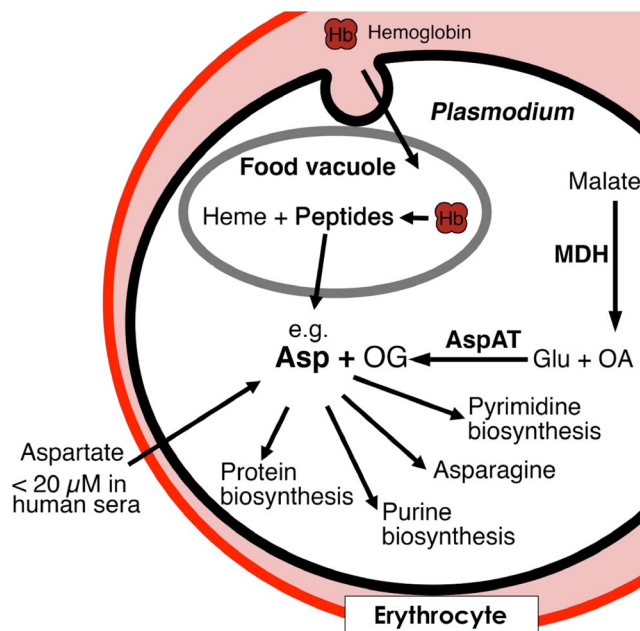 Hb Hemoglobin
Plasmodium
Food vacuole
Heme + Peptides Hb
Malate
MDH
e.g.
Asp + OG
AspAT
Glu + OA
Pyrimidine
biosynthesis
Asparagine
Purine
biosynthesis
Protein
biosynthesis
Aspartate
< 20 µM in
human sera
Erythrocyte